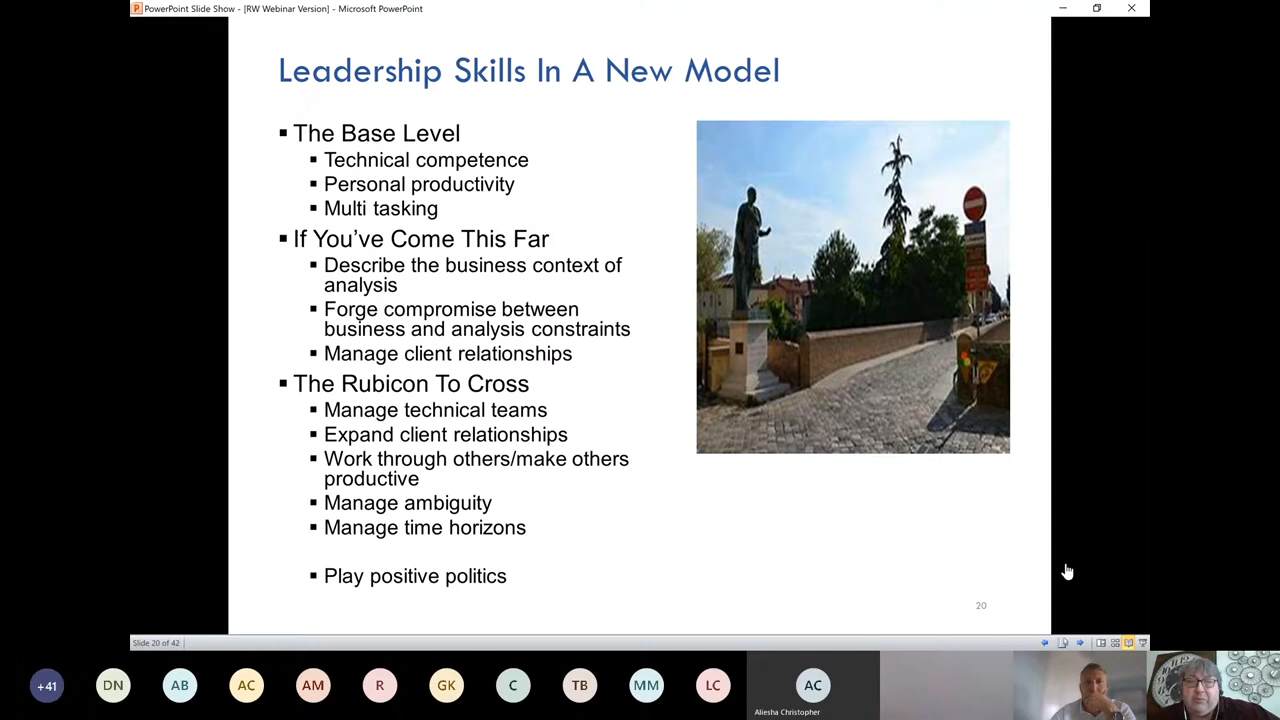 PowerPoint Slide Show - [RW Webinar Version] - Microsoft PowerPoint
Leadership Skills In A New Model
▪ The Base Level
▪ Technical competence
▪ Personal productivity
▪ Multi tasking
▪ If You’ve Come This Far
▪ Describe the business context of
analysis
▪ Forge compromise between
business and analysis constraints
▪ Manage client relationships
▪ The Rubicon To Cross
▪ Manage technical teams
▪ Expand client relationships
▪ Work through others/make others
productive
▪ Manage ambiguity
▪ Manage time horizons
▪ Play positive politics
20
Slide 20 of 42
+41
DN
AB
AC
AM
R
GK
C
TB
MM
LC
AC
Aliesha Christopher